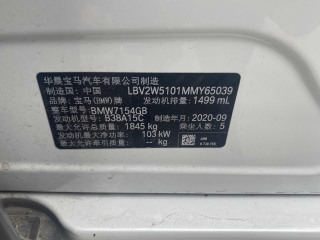 华晨宝马汽车有限公司制造
制造国：中国 LBV2W5101MMY65039
品牌：宝马(BMW)牌 发动机排量：1499 mL
整车型号：BMW7154GB
发动机型号：B38A15C 制造年月：2020-09
最大允许总质量：1845 kg 乘坐人数：5
发动机最大净功率：103 kW
最大允许牵引质量： kg